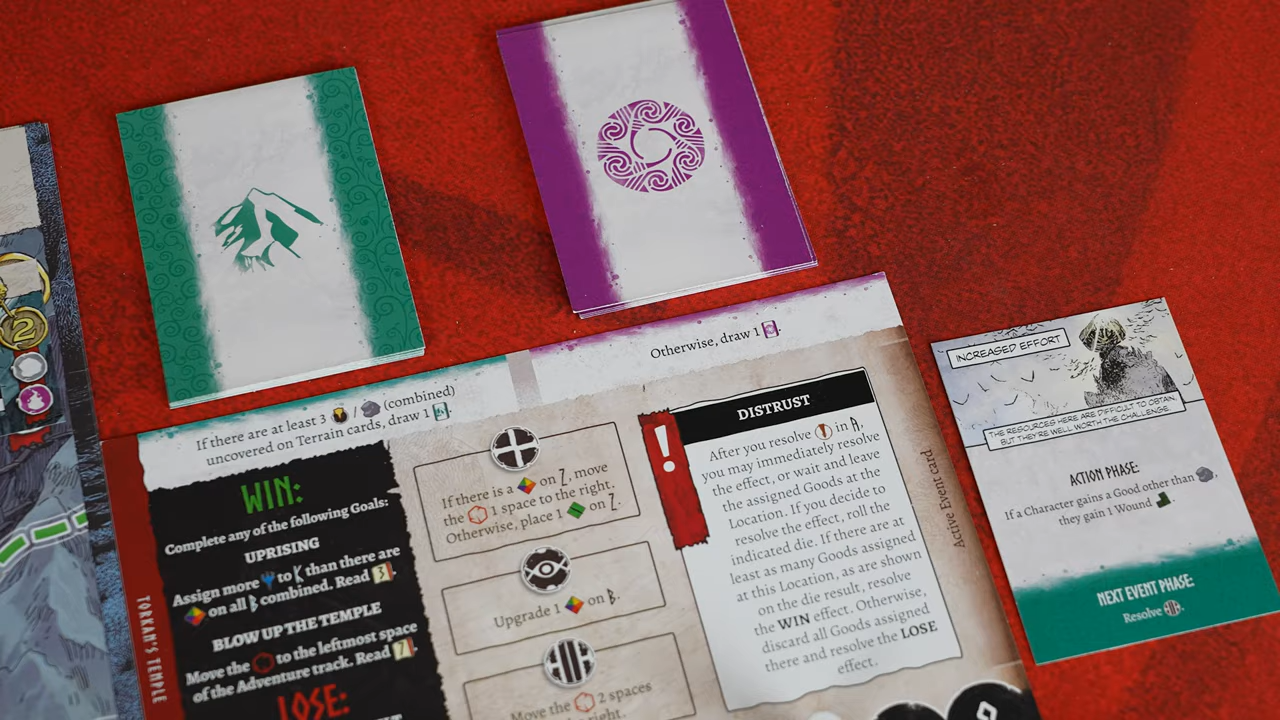 2
If there are at least 3 / (combined)
uncovered on Terrain cards, draw 1 .
Otherwise, draw 1 .
TORAN'S TEMPLE
WIN:
Complete any of the following Goals:
UPRISING
Assign more to K than there are
on all B combined. Read 3.
BLOW UP THE TEMPLE
Move the to the leftmost space
of the Adventure track. Read 7.
LOSE:
If there is a on Z, move
the 1 space to the right.
Otherwise, place 1 on Z.
Upgrade 1 on B.
Move the 2 spaces
right.
!
DISTRUST
After you resolve in A,
you may immediately resolve
the effect, or wait and leave
the assigned Goods at the
Location. If you decide to
resolve the effect, roll the
indicated die. If there are at
least as many Goods assigned
at this Location, as are shown
on the die result, resolve
the WIN effect. Otherwise,
discard all Goods assigned
there and resolve the LOSE
effect.
Active Event card
INCREASED EFFORT
THE RESOURCES HERE ARE DIFFICULT TO OBTAIN,
BUT THEY'RE WELL WORTH THE CHALLENGE.
ACTION PHASE:
If a Character gains a Good other than ,
they gain 1 Wound .
NEXT EVENT PHASE:
Resolve .